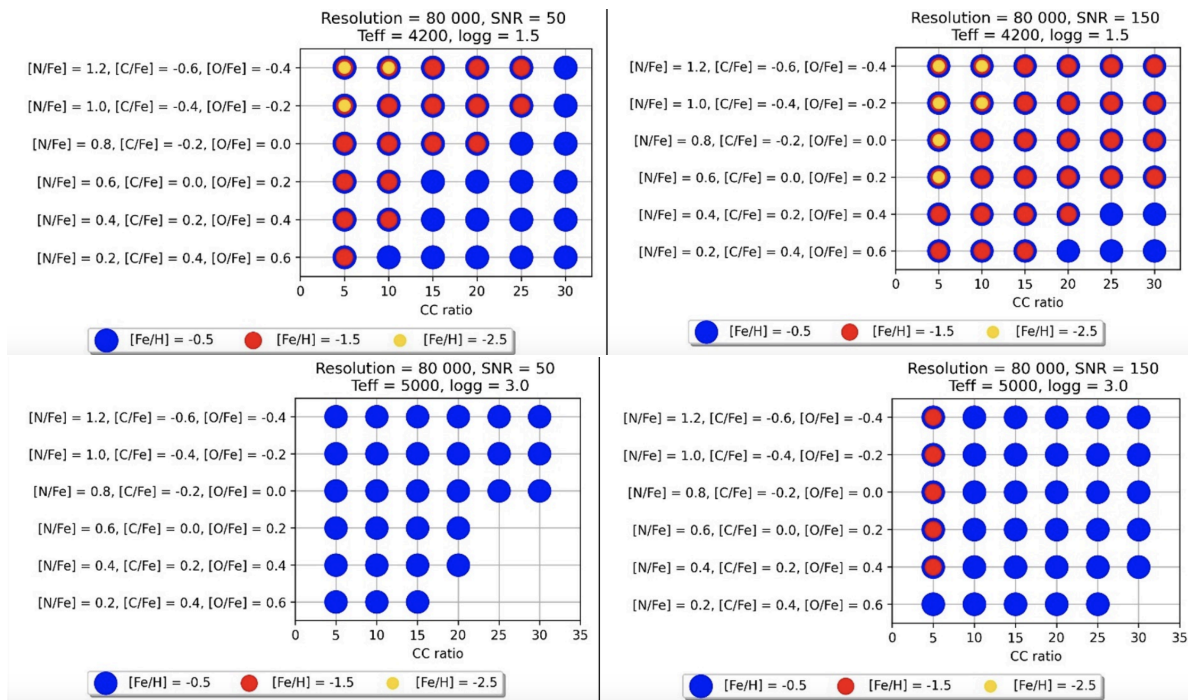 Resolution = 80 000, SNR = 50
Teff = 4200, logg = 1.5
[N/Fe] = 1.2, [C/Fe] = -0.6, [O/Fe] = -0.4
[N/Fe] = 1.0, [C/Fe] = -0.4, [O/Fe] = -0.2
[N/Fe] = 0.8, [C/Fe] = -0.2, [O/Fe] = 0.0
[N/Fe] = 0.6, [C/Fe] = 0.0, [O/Fe] = 0.2
[N/Fe] = 0.4, [C/Fe] = 0.2, [O/Fe] = 0.4
[N/Fe] = 0.2, [C/Fe] = 0.4, [O/Fe] = 0.6
0 5 10 15 20 25 30
CC ratio
[Fe/H] = -0.5 [Fe/H] = -1.5 [Fe/H] = -2.5
Resolution = 80 000, SNR = 150
Teff = 4200, logg = 1.5
[N/Fe] = 1.2, [C/Fe] = -0.6, [O/Fe] = -0.4
[N/Fe] = 1.0, [C/Fe] = -0.4, [O/Fe] = -0.2
[N/Fe] = 0.8, [C/Fe] = -0.2, [O/Fe] = 0.0
[N/Fe] = 0.6, [C/Fe] = 0.0, [O/Fe] = 0.2
[N/Fe] = 0.4, [C/Fe] = 0.2, [O/Fe] = 0.4
[N/Fe] = 0.2, [C/Fe] = 0.4, [O/Fe] = 0.6
0 5 10 15 20 25 30
CC ratio
[Fe/H] = -0.5 [Fe/H] = -1.5 [Fe/H] = -2.5
Resolution = 80 000, SNR = 50
Teff = 5000, logg = 3.0
[N/Fe] = 1.2, [C/Fe] = -0.6, [O/Fe] = -0.4
[N/Fe] = 1.0, [C/Fe] = -0.4, [O/Fe] = -0.2
[N/Fe] = 0.8, [C/Fe] = -0.2, [O/Fe] = 0.0
[N/Fe] = 0.6, [C/Fe] = 0.0, [O/Fe] = 0.2
[N/Fe] = 0.4, [C/Fe] = 0.2, [O/Fe] = 0.4
[N/Fe] = 0.2, [C/Fe] = 0.4, [O/Fe] = 0.6
0 5 10 15 20 25 30 35
CC ratio
[Fe/H] = -0.5 [Fe/H] = -1.5 [Fe/H] = -2.5
Resolution = 80 000, SNR = 150
Teff = 5000, logg = 3.0
[N/Fe] = 1.2, [C/Fe] = -0.6, [O/Fe] = -0.4
[N/Fe] = 1.0, [C/Fe] = -0.4, [O/Fe] = -0.2
[N/Fe] = 0.8, [C/Fe] = -0.2, [O/Fe] = 0.0
[N/Fe] = 0.6, [C/Fe] = 0.0, [O/Fe] = 0.2
[N/Fe] = 0.4, [C/Fe] = 0.2, [O/Fe] = 0.4
[N/Fe] = 0.2, [C/Fe] = 0.4, [O/Fe] = 0.6
0 5 10 15 20 25 30 35
CC ratio
[Fe/H] = -0.5 [Fe/H] = -1.5 [Fe/H] = -2.5